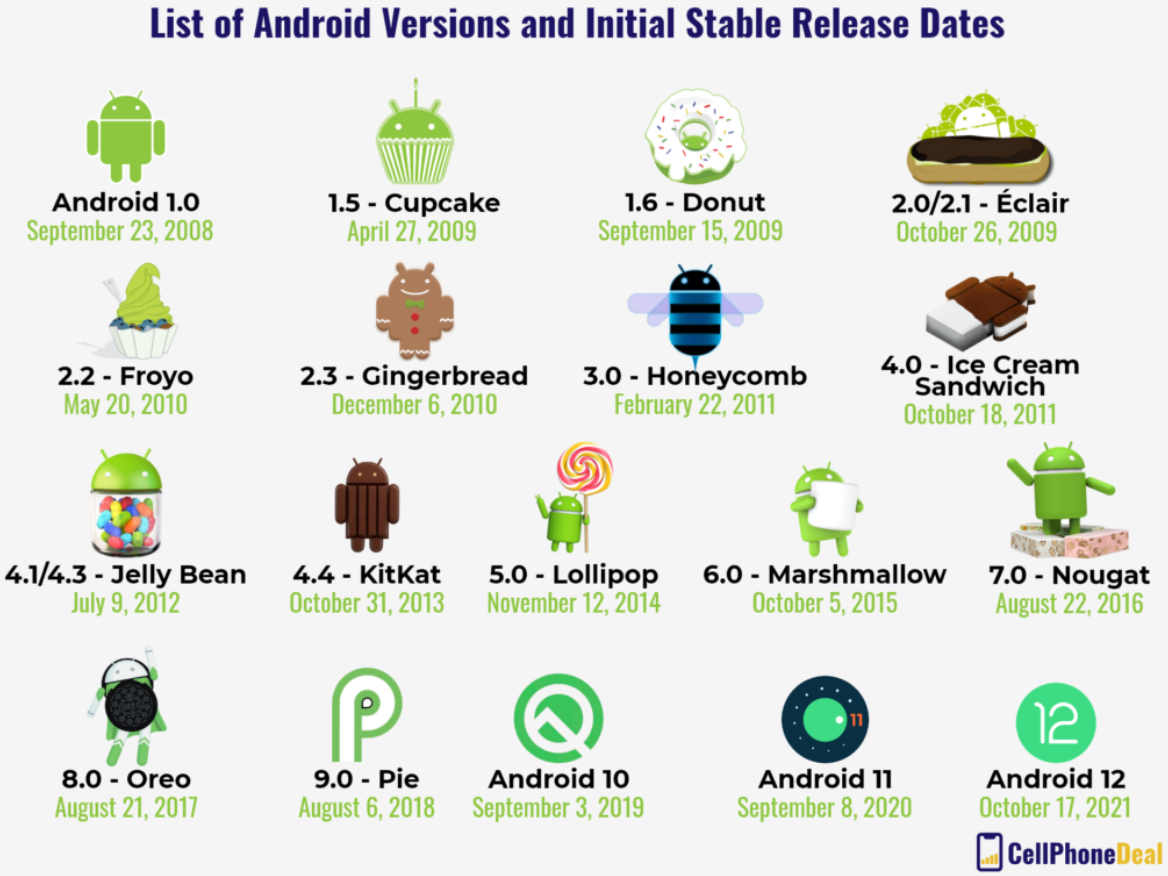 List of Android Versions and Initial Stable Release Dates
Android 1.0
September 23, 2008
1.5 - Cupcake
April 27, 2009
1.6 - Donut
September 15, 2009
2.0/2.1 - Éclair
October 26, 2009
2.2 - Froyo
May 20, 2010
2.3 - Gingerbread
December 6, 2010
3.0 - Honeycomb
February 22, 2011
4.0 - Ice Cream
Sandwich
October 18, 2011
4.1/4.3 - Jelly Bean
July 9, 2012
4.4 - KitKat
October 31, 2013
5.0 - Lollipop
November 12, 2014
6.0 - Marshmallow
October 5, 2015
7.0 - Nougat
August 22, 2016
OREO
8.0 - Oreo
August 21, 2017
9.0 - Pie
August 6, 2018
Android 10
September 3, 2019
11
Android 11
September 8, 2020
12
Android 12
October 17, 2021
CellPhoneDeal